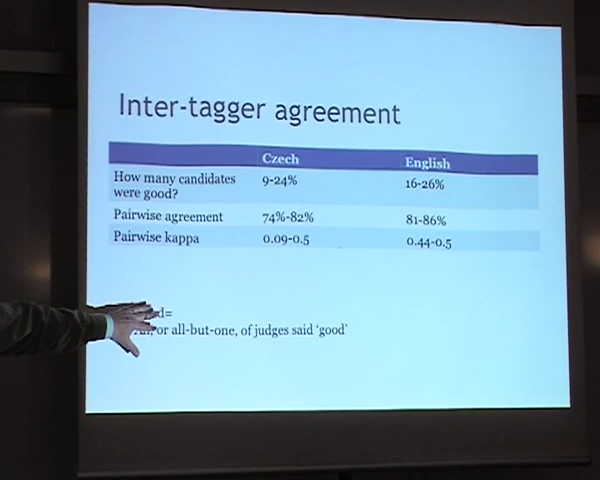 Inter-tagger agreement
Czech English
How many candidates
were good? 9-24% 16-26%
Pairwise agreement 74%-82% 81-86%
Pairwise kappa 0.09-0.5 0.44-0.5
or all-but-one, of judges said 'good'